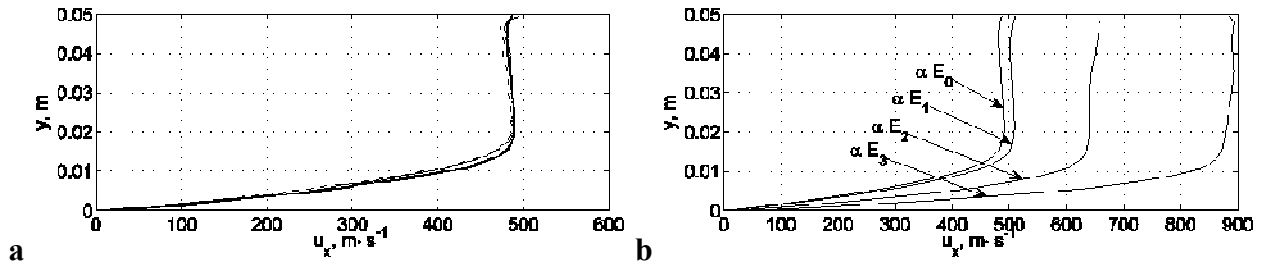 0.05
0.04
0.03
0.02
0.01
0
y, m
0 100 200 300 400 500 600
u_x, m· s^-1
a
0.05
0.04
0.03
0.02
0.01
0
y, m
α E_0
α E_1
α E_2
α E_3
0 100 200 300 400 500 600 700 800 900
u_x, m· s^-1
b